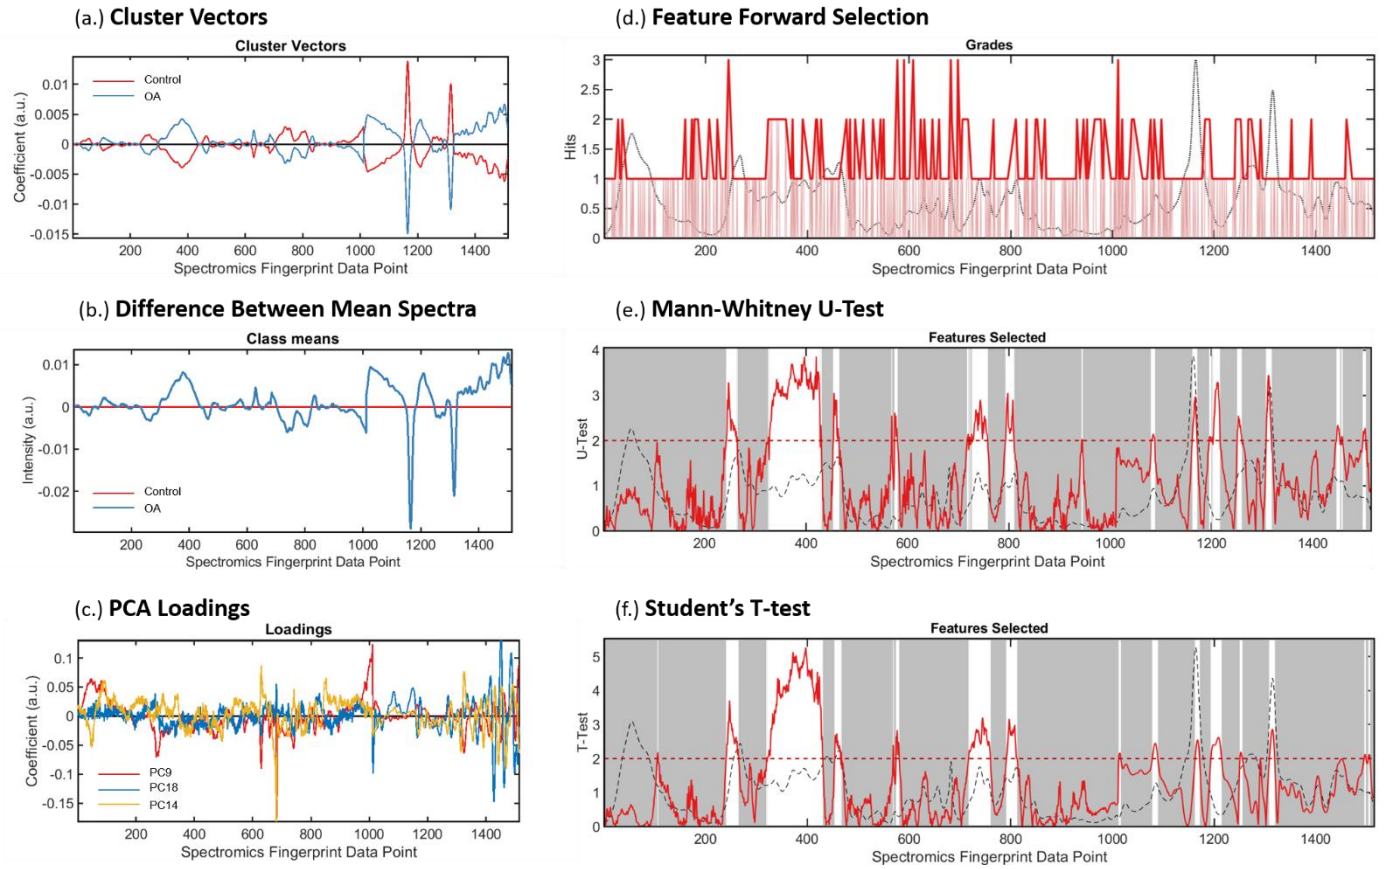 (a.) Cluster Vectors
Cluster Vectors
Control
OA
0.01
0.005
0
-0.005
-0.01
-0.015
Coefficient (a.u.)
200 400 600 800 1000 1200 1400
Spectromics Fingerprint Data Point
(b.) Difference Between Mean Spectra
Class means
0.01
0
-0.01
-0.02
Intensity (a.u.)
Control
OA
200 400 600 800 1000 1200 1400
Spectromics Fingerprint Data Point
(c.) PCA Loadings
Loadings
0.1
0.05
0
-0.05
-0.1
-0.15
Coefficient (a.u.)
PC9
PC18
PC14
200 400 600 800 1000 1200 1400
Spectromics Fingerprint Data Point
(d.) Feature Forward Selection
Grades
3
2.5
2
1.5
1
0.5
0
Hits
200 400 600 800 1000 1200 1400
Spectromics Fingerprint Data Point
(e.) Mann-Whitney U-Test
Features Selected
4
3
2
1
0
U-Test
200 400 600 800 1000 1200 1400
Spectromics Fingerprint Data Point
(f.) Student’s T-test
Features Selected
5
4
3
2
1
0
T-Test
200 400 600 800 1000 1200 1400
Spectromics Fingerprint Data Point